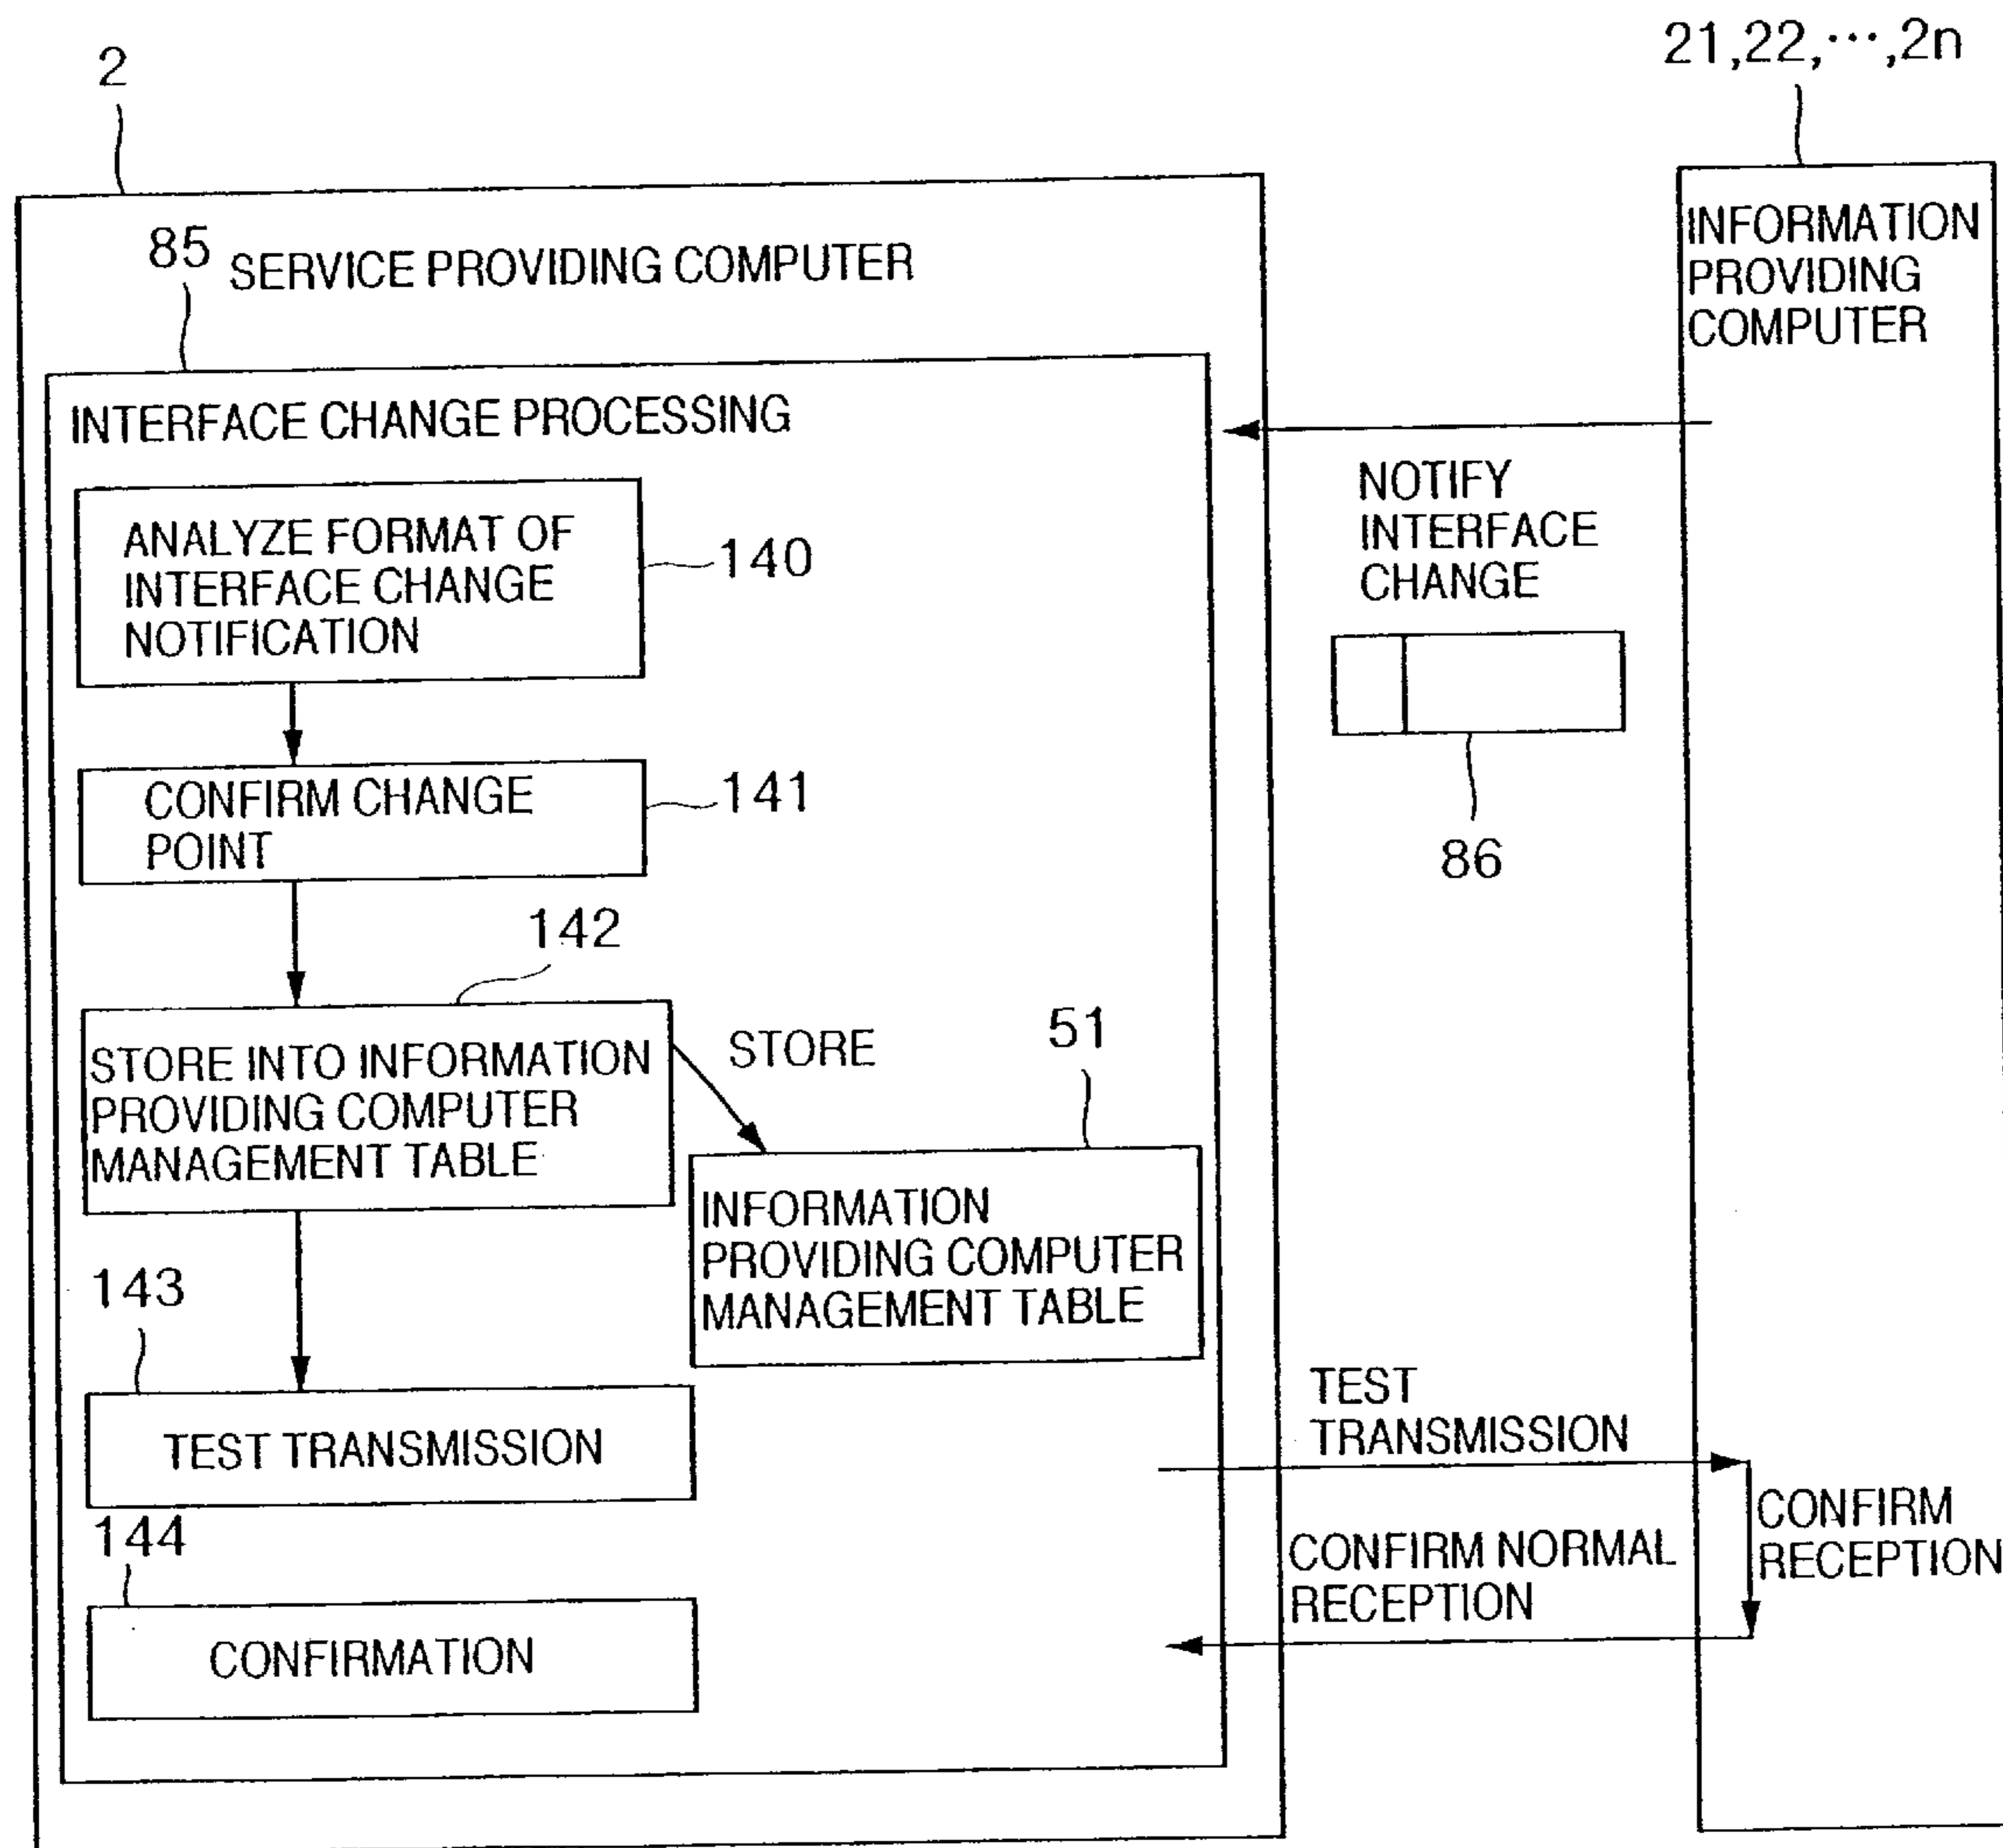 2
21,22,···,2n
85
SERVICE PROVIDING COMPUTER
INFORMATION
PROVIDING
COMPUTER
INTERFACE CHANGE PROCESSING
ANALYZE FORMAT OF
INTERFACE CHANGE
NOTIFICATION
140
NOTIFY
INTERFACE
CHANGE
86
CONFIRM CHANGE
POINT
141
142
STORE INTO INFORMATION
PROVIDING COMPUTER
MANAGEMENT TABLE
STORE
51
INFORMATION
PROVIDING COMPUTER
MANAGEMENT TABLE
143
TEST TRANSMISSION
TEST
TRANSMISSION
CONFIRM
RECEPTION
CONFIRM NORMAL
RECEPTION
144
CONFIRMATION